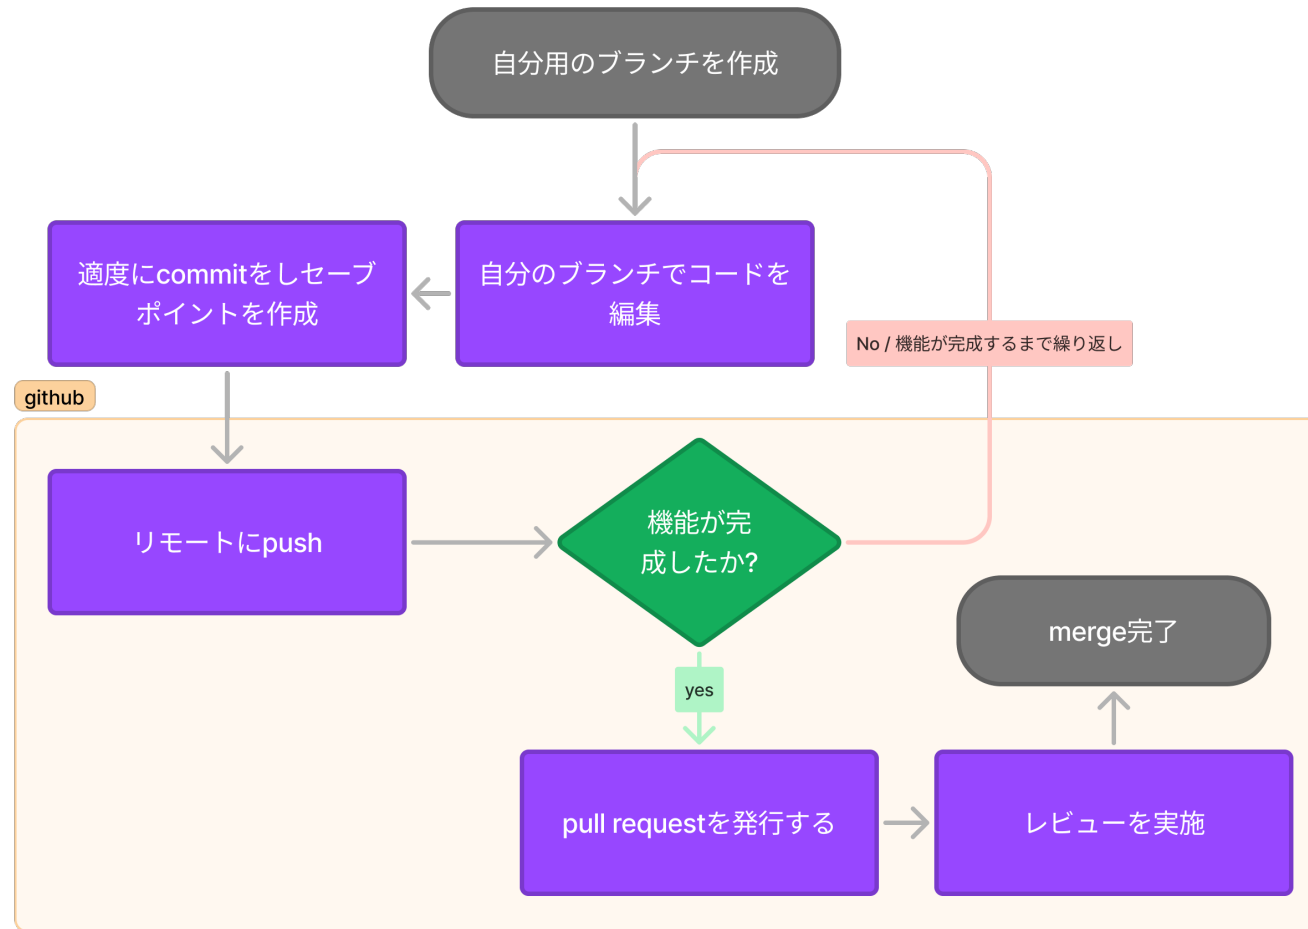 自分用のブランチを作成
自分のブランチでコードを
編集
適度にcommitをしセーブ
ポイントを作成
No / 機能が完成するまで繰り返し
github
リモートにpush
機能が完
成したか?
yes
pull requestを発行する
レビューを実施
merge完了